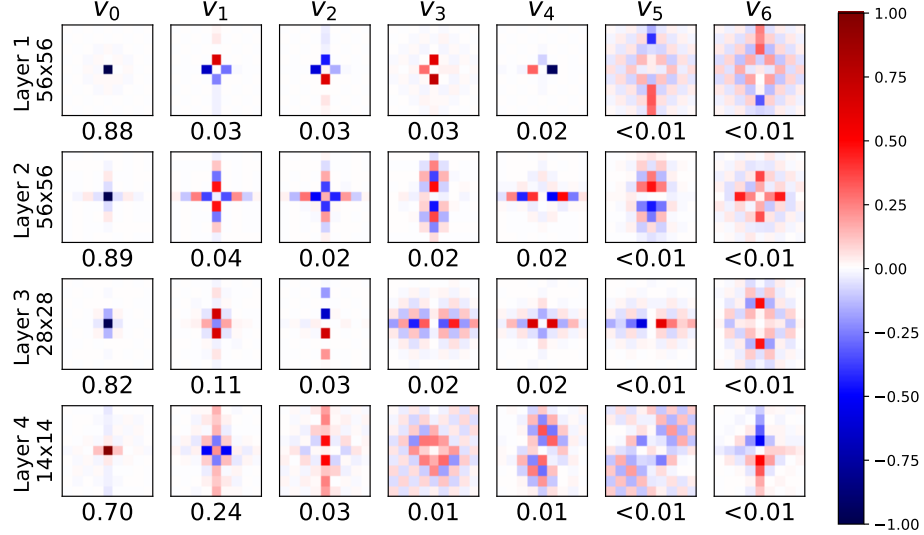 v₀ v₁ v₂ v₃ v₄ v₅ v₆
Layer 1
56x56
0.88 0.03 0.03 0.03 0.02 <0.01 <0.01
Layer 2
56x56
0.89 0.04 0.02 0.02 0.02 <0.01 <0.01
Layer 3
28x28
0.82 0.11 0.03 0.02 0.02 <0.01 <0.01
Layer 4
14x14
0.70 0.24 0.03 0.01 0.01 <0.01 <0.01
1.00
0.75
0.50
0.25
0.00
−0.25
−0.50
−0.75
−1.00